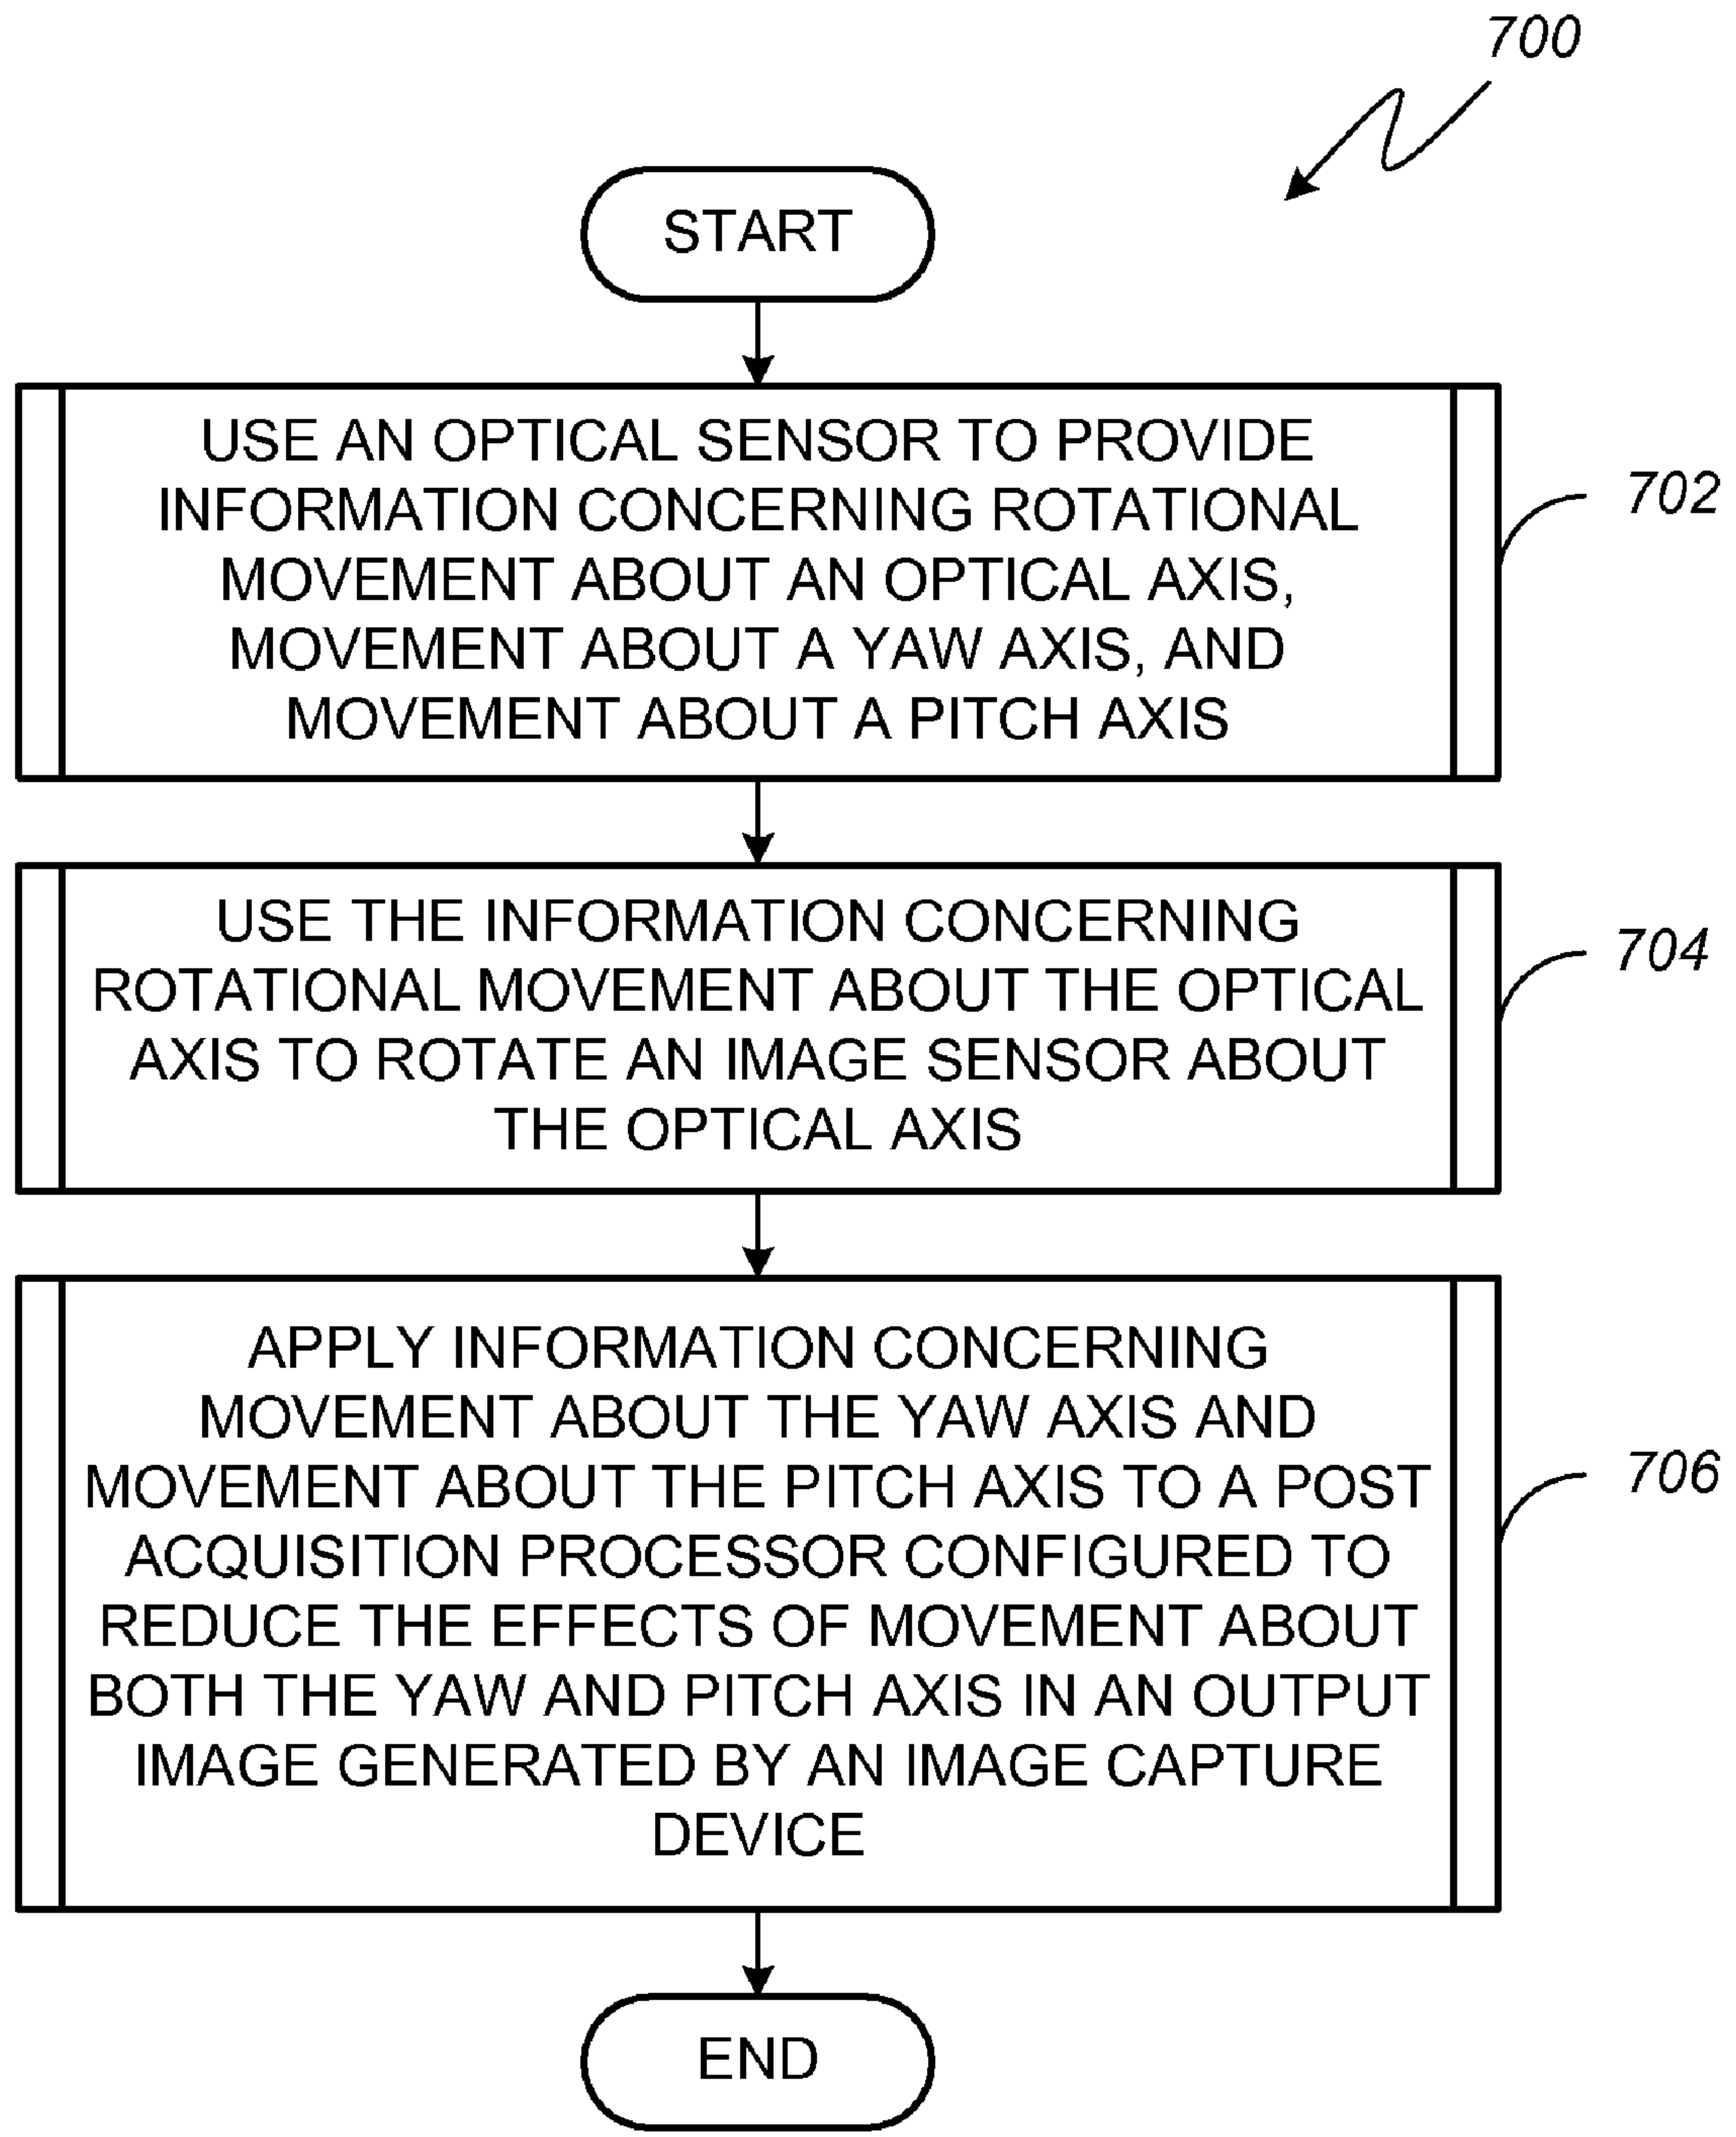 700
START
USE AN OPTICAL SENSOR TO PROVIDE
INFORMATION CONCERNING ROTATIONAL
MOVEMENT ABOUT AN OPTICAL AXIS,
MOVEMENT ABOUT A YAW AXIS, AND
MOVEMENT ABOUT A PITCH AXIS
702
USE THE INFORMATION CONCERNING
ROTATIONAL MOVEMENT ABOUT THE OPTICAL
AXIS TO ROTATE AN IMAGE SENSOR ABOUT
THE OPTICAL AXIS
704
APPLY INFORMATION CONCERNING
MOVEMENT ABOUT THE YAW AXIS AND
MOVEMENT ABOUT THE PITCH AXIS TO A POST
ACQUISITION PROCESSOR CONFIGURED TO
REDUCE THE EFFECTS OF MOVEMENT ABOUT
BOTH THE YAW AND PITCH AXIS IN AN OUTPUT
IMAGE GENERATED BY AN IMAGE CAPTURE
DEVICE
706
END